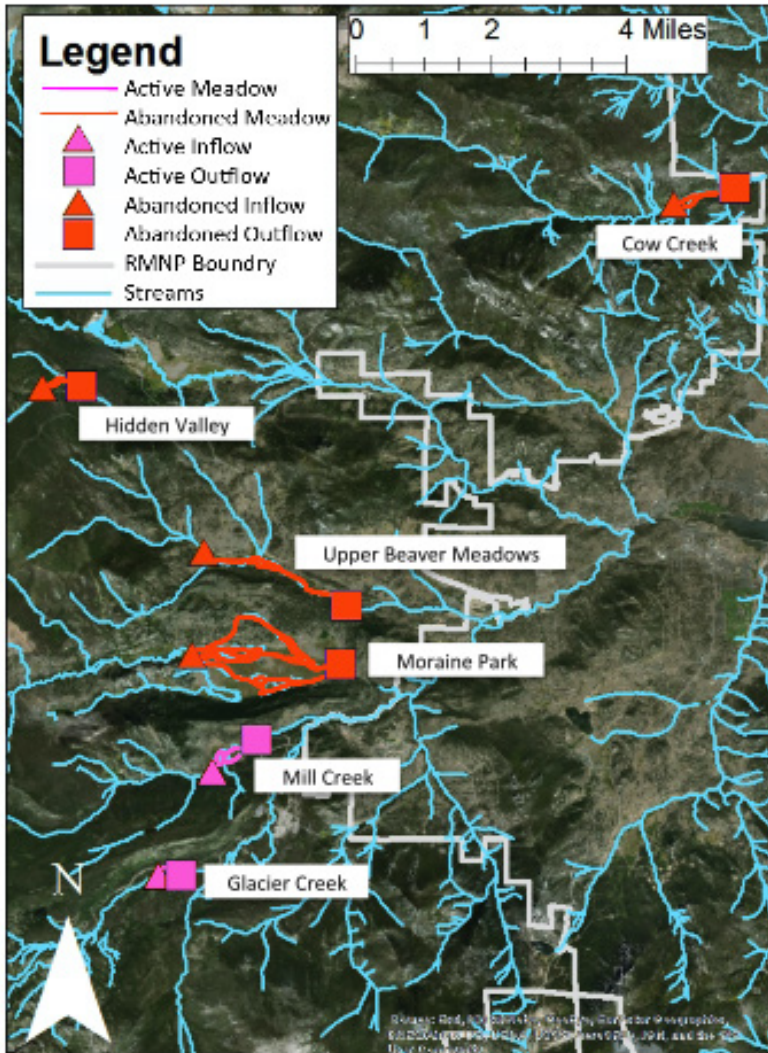 Legend
Active Meadow
Abandoned Meadow
Active Inflow
Active Outflow
Abandoned Inflow
Abandoned Outflow
RMNP Boundry
Streams
0 1 2 4 Miles
Cow Creek
Hidden Valley
Upper Beaver Meadows
Moraine Park
Mill Creek
Glacier Creek
N